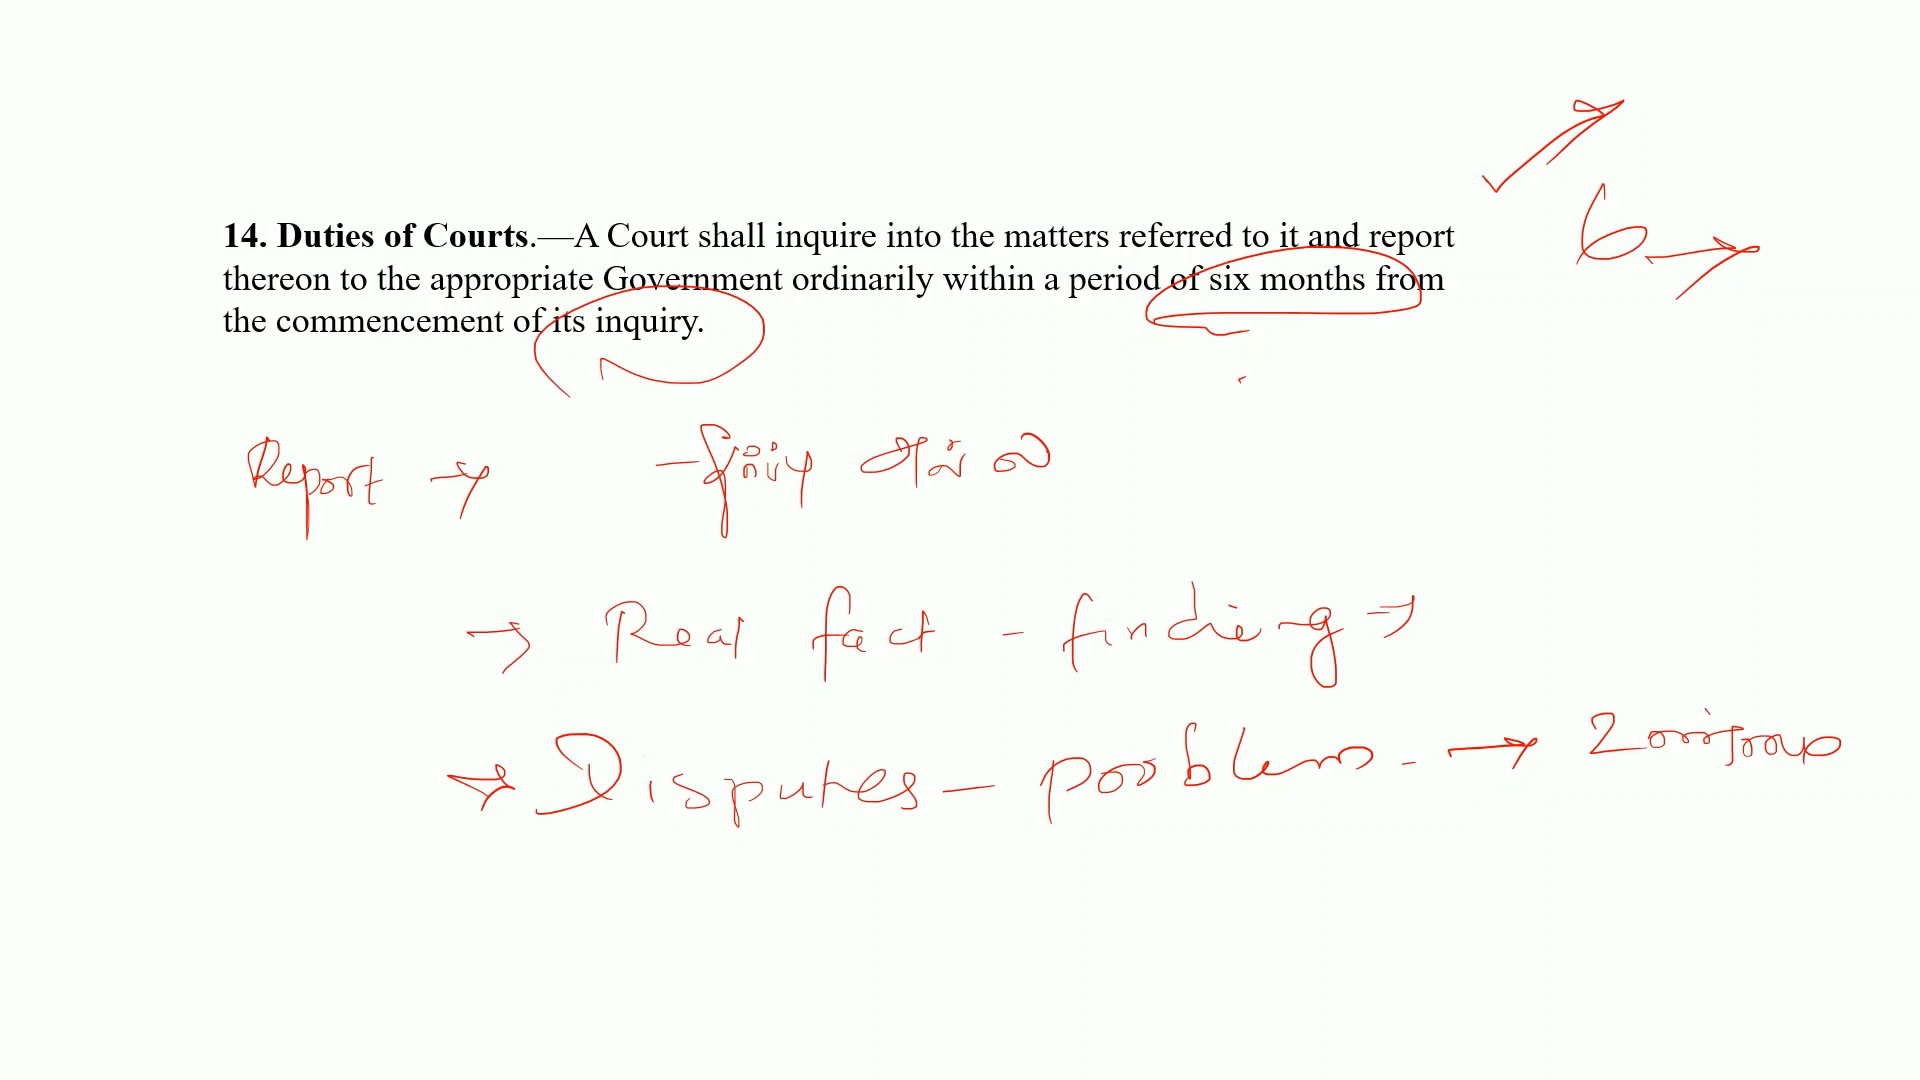 14. Duties of Courts.—A Court shall inquire into the matters referred to it and report
thereon to the appropriate Government ordinarily within a period of six months from
the commencement of its inquiry.
6
Report
Real fact - finding
Disputes - problems.